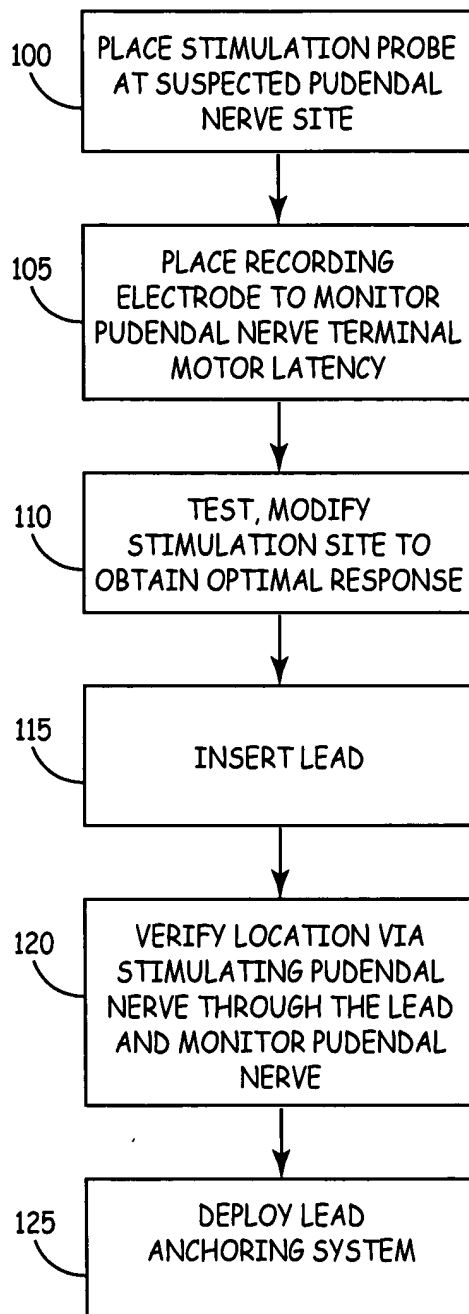 100
PLACE STIMULATION PROBE
AT SUSPECTED PUDENDAL
NERVE SITE
105
PLACE RECORDING
ELECTRODE TO MONITOR
PUDENDAL NERVE TERMINAL
MOTOR LATENCY
110
TEST, MODIFY
STIMULATION SITE TO
OBTAIN OPTIMAL RESPONSE
115
INSERT LEAD
120
VERIFY LOCATION VIA
STIMULATING PUDENDAL
NERVE THROUGH THE LEAD
AND MONITOR PUDENDAL
NERVE
125
DEPLOY LEAD
ANCHORING SYSTEM